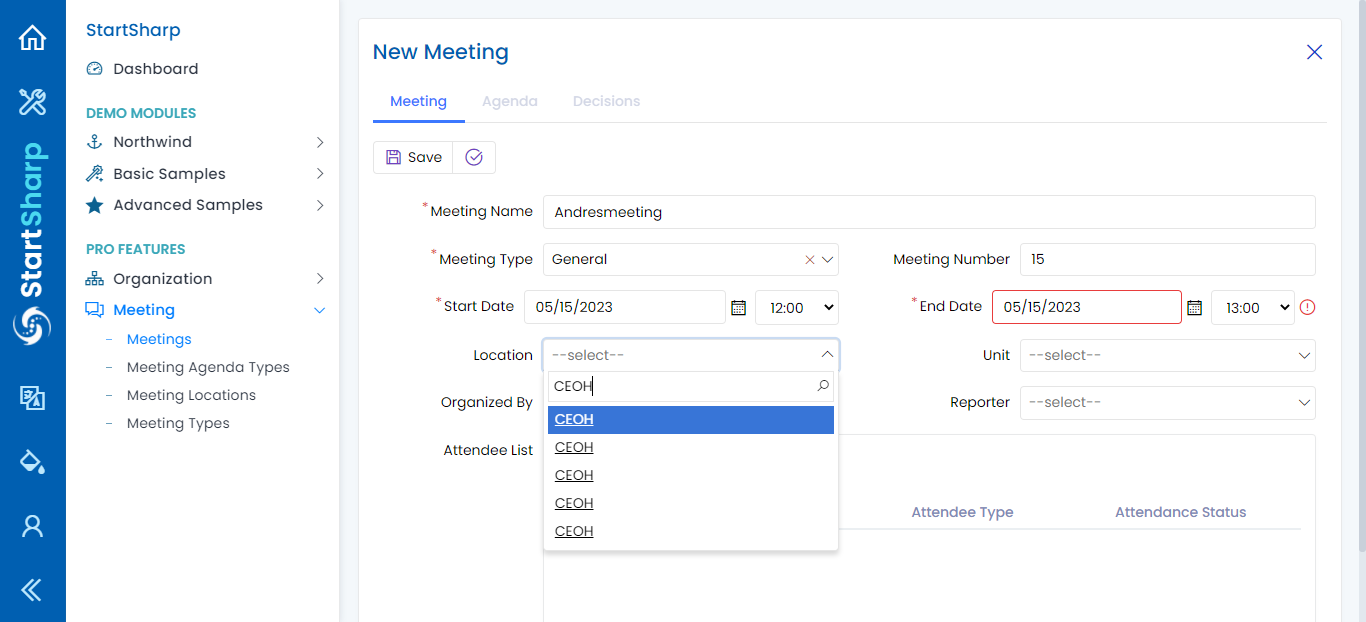 StartSharp
StartSharp
Dashboard
DEMO MODULES
Northwind
Basic Samples
Advanced Samples
PRO FEATURES
Organization
Meeting
Meetings
Meeting Agenda Types
Meeting Locations
Meeting Types
New Meeting
Meeting Agenda Decisions
Save
*Meeting Name Andresmeeting
*Meeting Type General Meeting Number 15
*Start Date 05/15/2023 12:00 *End Date 05/15/2023 13:00
Location --select-- Unit --select--
CEOH
Organized By Reporter --select--
CEOH
Attendee List CEOH
CEOH
CEOH
Attendee Type Attendance Status
CEOH